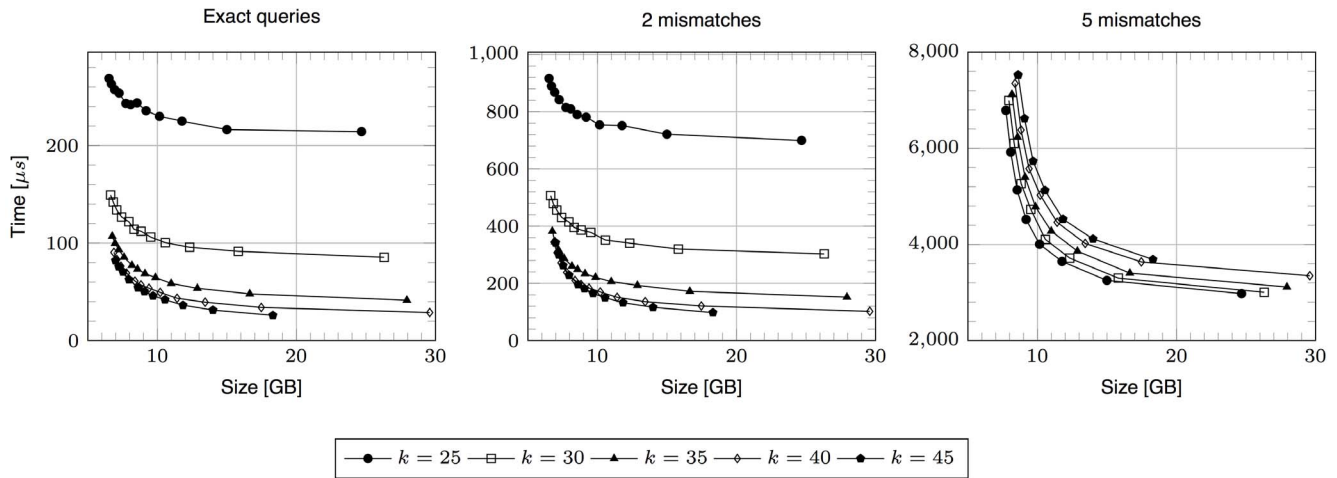 Exact queries
2 mismatches
5 mismatches
Time [μs]
200
100
0
10
20
30
Size [GB]
1,000
800
600
400
200
0
10
20
30
Size [GB]
8,000
6,000
4,000
2,000
10
20
30
Size [GB]
k = 25 k = 30 k = 35 k = 40 k = 45